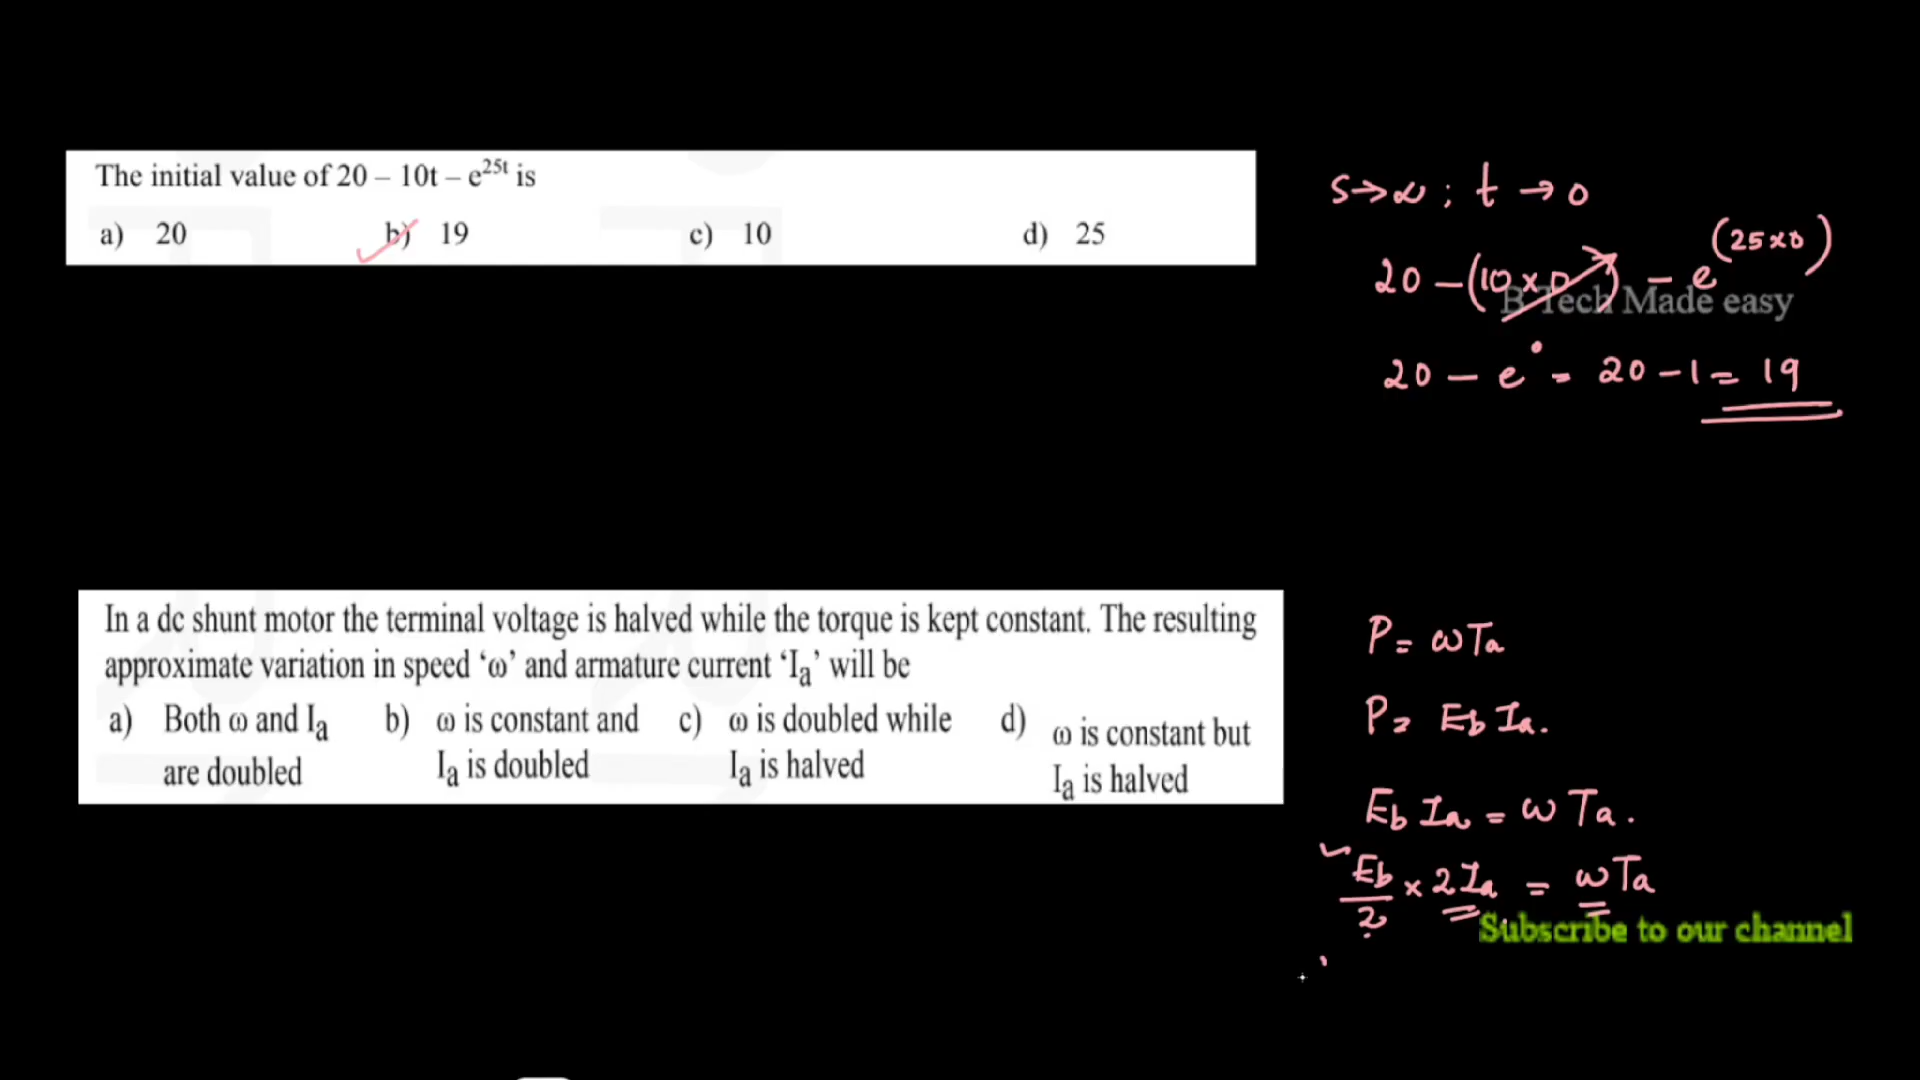 The initial value of 20 – 10t – e^25t is
a) 20 b) 19 c) 10 d) 25
s→∞ ; t→0
20 – (10×0) – e^(25×0)
B Tech Made easy
20 – e^0 = 20 – 1 = 19
In a dc shunt motor the terminal voltage is halved while the torque is kept constant. The resulting
approximate variation in speed ‘ω’ and armature current ‘Ia’ will be
a) Both ω and Ia are doubled
b) ω is constant and Ia is doubled
c) ω is doubled while Ia is halved
d) ω is constant but Ia is halved
P = ωTa
P = Eb Ia.
Eb Ia = ω Ta.
Eb/2 × 2Ia = ωTa
Subscribe to our channel